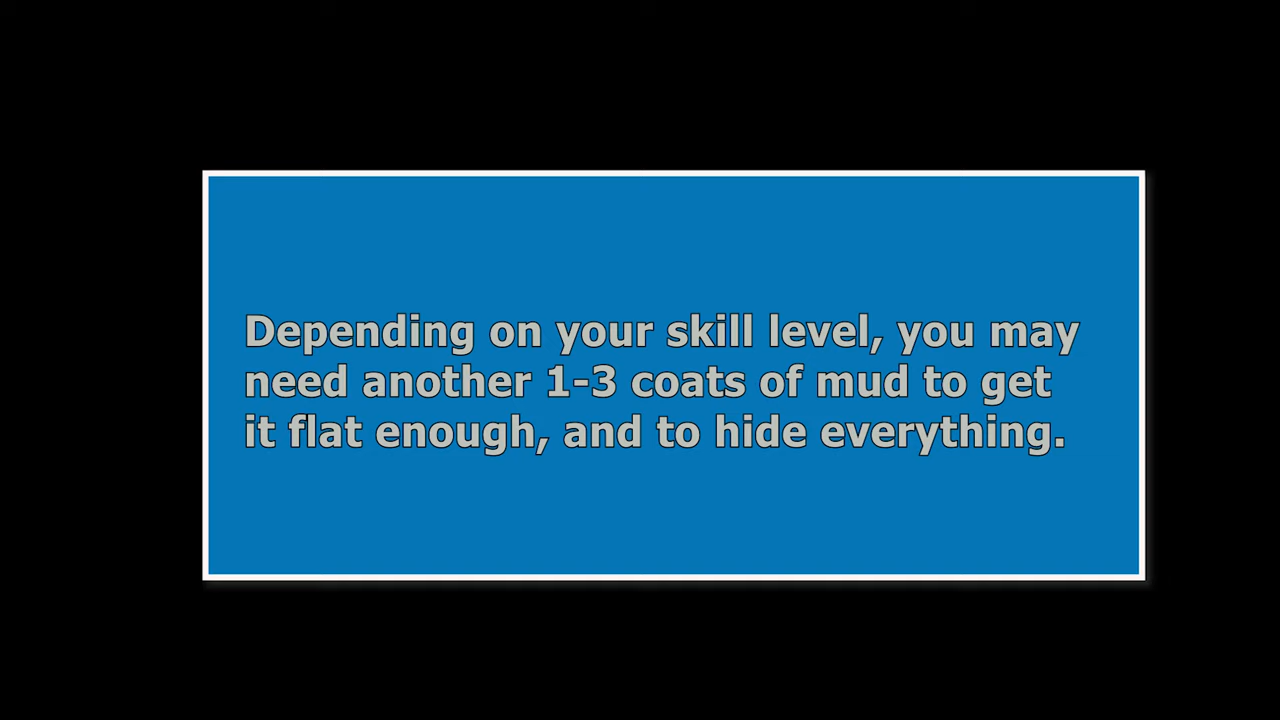 Depending on your skill level, you may
need another 1-3 coats of mud to get
it flat enough, and to hide everything.